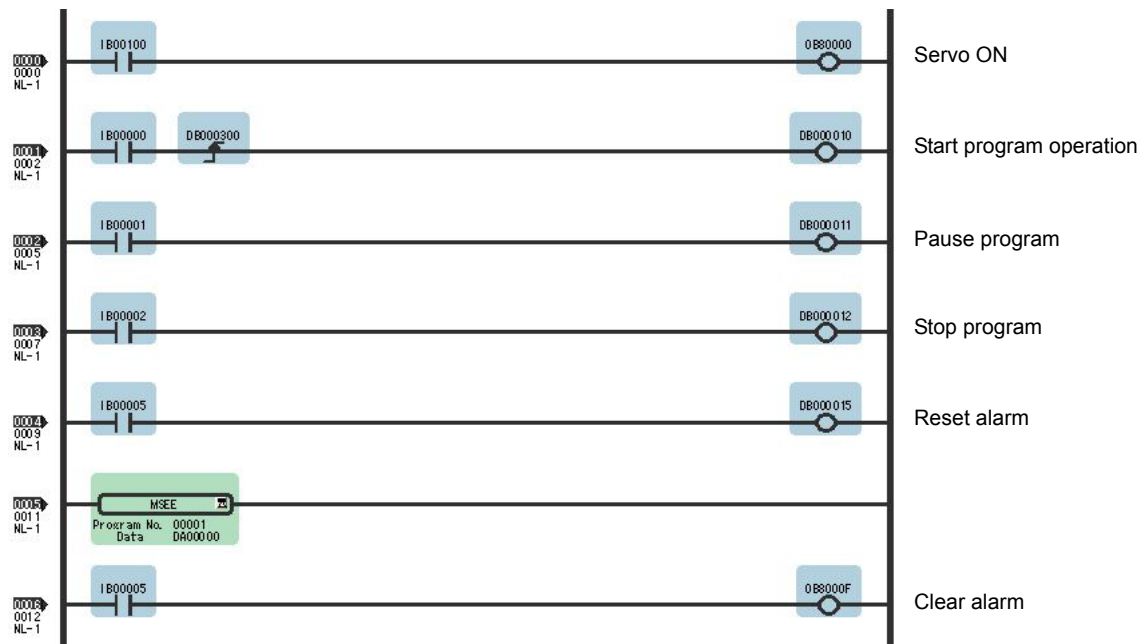 IB00100 OB80000 Servo ON
0000
0000
NL-1
IB00000 DB000300 DB000010 Start program operation
0001
0002
NL-1
IB00001 DB000011 Pause program
0002
0005
NL-1
IB00002 DB000012 Stop program
0003
0007
NL-1
IB00005 DB000015 Reset alarm
0004
0009
NL-1
MSEE
0005
0011
NL-1
Program No. 00001
Data DA00000
IB00005 OB8000F Clear alarm
0006
0012
NL-1